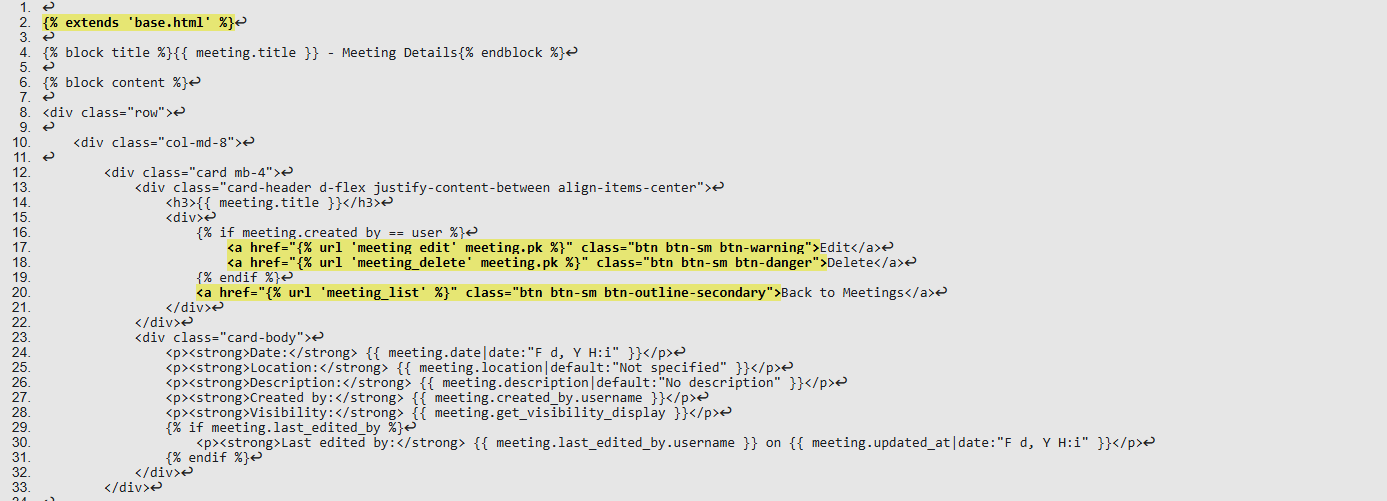 1. ↩
2. {% extends 'base.html' %}↩
3. ↩
4. {% block title %}{{ meeting.title }} - Meeting Details{% endblock %}↩
5. ↩
6. {% block content %}↩
7. ↩
8. <div class="row">↩
9. ↩
10. <div class="col-md-8">↩
11. ↩
12. <div class="card mb-4">↩
13. <div class="card-header d-flex justify-content-between align-items-center">↩
14. <h3>{{ meeting.title }}</h3>↩
15. <div>↩
16. {% if meeting.created_by == user %}↩
17. <a href="{% url 'meeting_edit' meeting.pk %}" class="btn btn-sm btn-warning">Edit</a>↩
18. <a href="{% url 'meeting_delete' meeting.pk %}" class="btn btn-sm btn-danger">Delete</a>↩
19. {% endif %}↩
20. <a href="{% url 'meeting_list' %}" class="btn btn-sm btn-outline-secondary">Back to Meetings</a>↩
21. </div>↩
22. </div>↩
23. <div class="card-body">↩
24. <p><strong>Date:</strong> {{ meeting.date|date:"F d, Y H:i" }}</p>↩
25. <p><strong>Location:</strong> {{ meeting.location|default:"Not specified" }}</p>↩
26. <p><strong>Description:</strong> {{ meeting.description|default:"No description" }}</p>↩
27. <p><strong>Created by:</strong> {{ meeting.created_by.username }}</p>↩
28. <p><strong>Visibility:</strong> {{ meeting.get_visibility_display }}</p>↩
29. {% if meeting.last_edited_by %}↩
30. <p><strong>Last edited by:</strong> {{ meeting.last_edited_by.username }} on {{ meeting.updated_at|date:"F d, Y H:i" }}</p>↩
31. {% endif %}↩
32. </div>↩
33. </div>↩